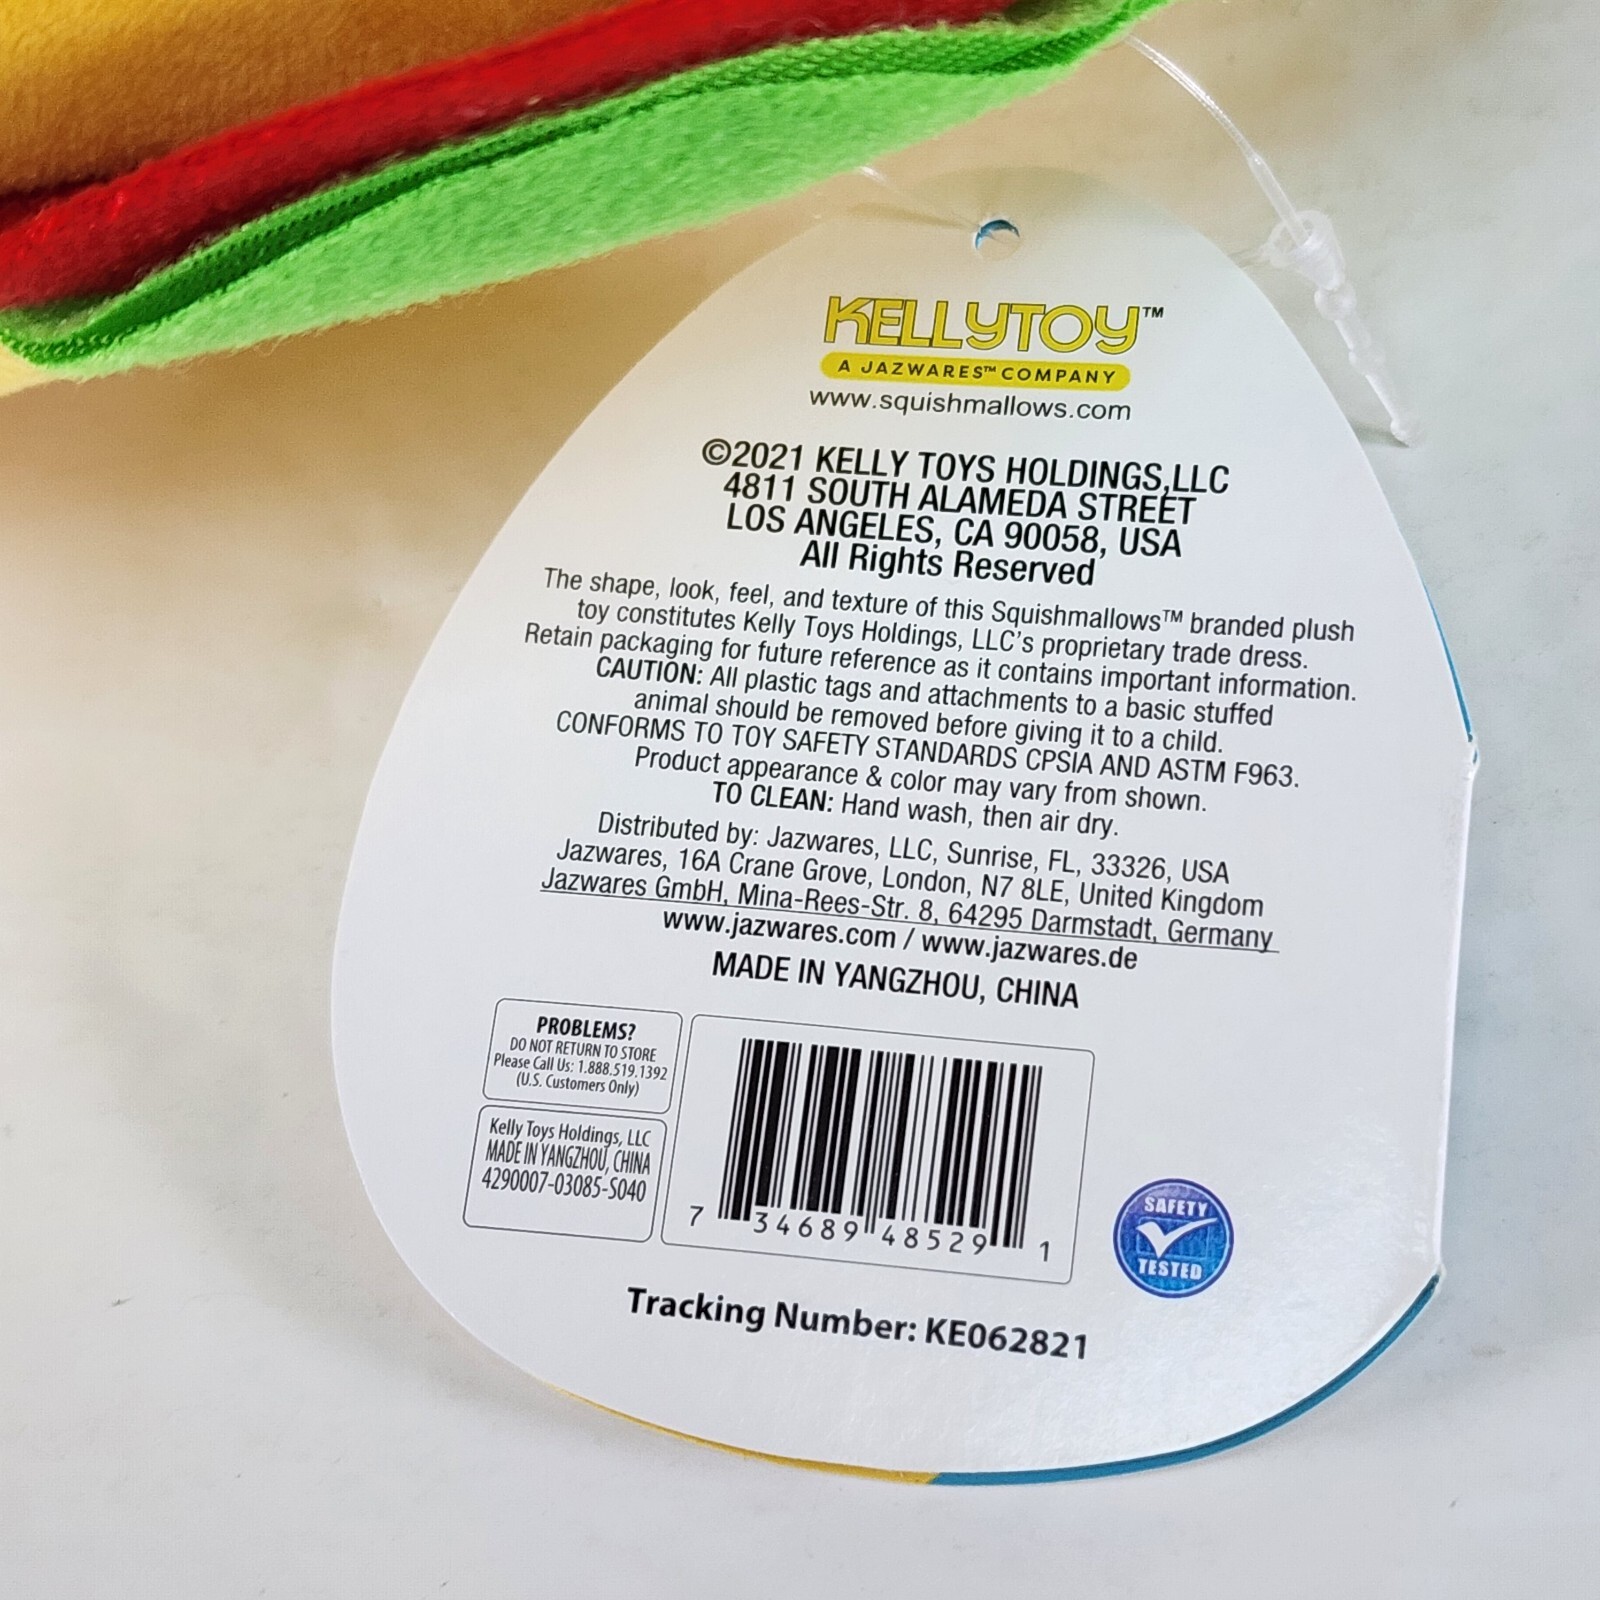 KELLYTOY™
A JAZWARES™ COMPANY
www.squishmallows.com
©2021 KELLY TOYS HOLDINGS,LLC
4811 SOUTH ALAMEDA STREET
LOS ANGELES, CA 90058, USA
All Rights Reserved
The shape, look, feel, and texture of this Squishmallows™ branded plush
toy constitutes Kelly Toys Holdings, LLC's proprietary trade dress.
Retain packaging for future reference as it contains important information.
CAUTION: All plastic tags and attachments to a basic stuffed
animal should be removed before giving it to a child.
CONFORMS TO TOY SAFETY STANDARDS CPSIA AND ASTM F963.
Product appearance & color may vary from shown.
TO CLEAN: Hand wash, then air dry.
Distributed by: Jazwares, LLC, Sunrise, FL, 33326, USA
Jazwares, 16A Crane Grove, London, N7 8LE, United Kingdom
Jazwares GmbH, Mina-Rees-Str. 8, 64295 Darmstadt, Germany
www.jazwares.com / www.jazwares.de
MADE IN YANGZHOU, CHINA
PROBLEMS?
DO NOT RETURN TO STORE
Please Call Us: 1.888.519.1392
(U.S. Customers Only)
Kelly Toys Holdings, LLC
MADE IN YANGZHOU, CHINA
4290007-03085-S040
7 34689 48529 1
SAFETY
TESTED
Tracking Number: KE062821